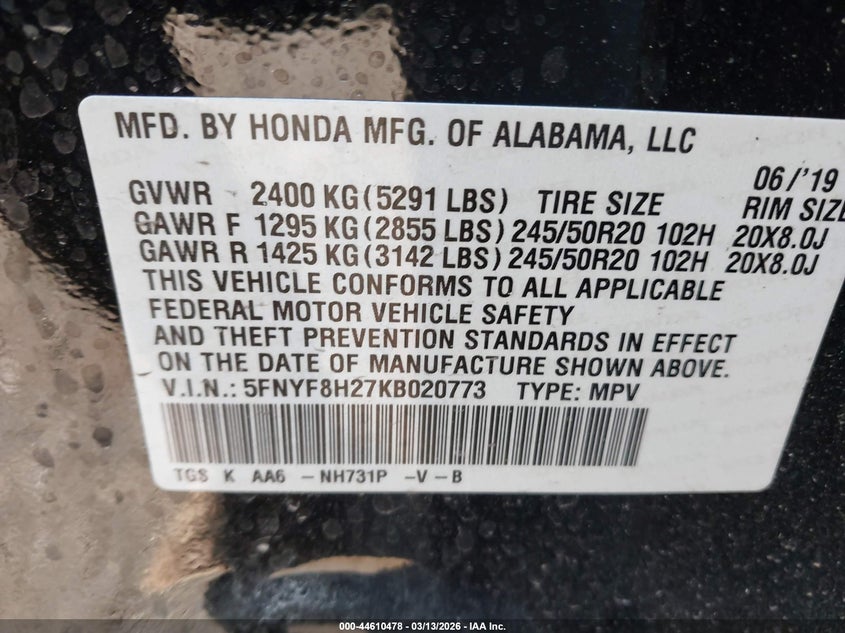 MFD. BY HONDA MFG. OF ALABAMA, LLC
06/'19
GVWR 2400 KG(5291 LBS) TIRE SIZE RIM SIZE
GAWR F 1295 KG(2855 LBS) 245/50R20 102H 20X8.0J
GAWR R 1425 KG(3142 LBS) 245/50R20 102H 20X8.0J
THIS VEHICLE CONFORMS TO ALL APPLICABLE
FEDERAL MOTOR VEHICLE SAFETY
AND THEFT PREVENTION STANDARDS IN EFFECT
ON THE DATE OF MANUFACTURE SHOWN ABOVE.
V.I.N.: 5FNYF8H27KB020773 TYPE: MPV
TGS K AA6 -NH731P -V-B
000-44610478 - 03/13/2026 - IAA Inc.